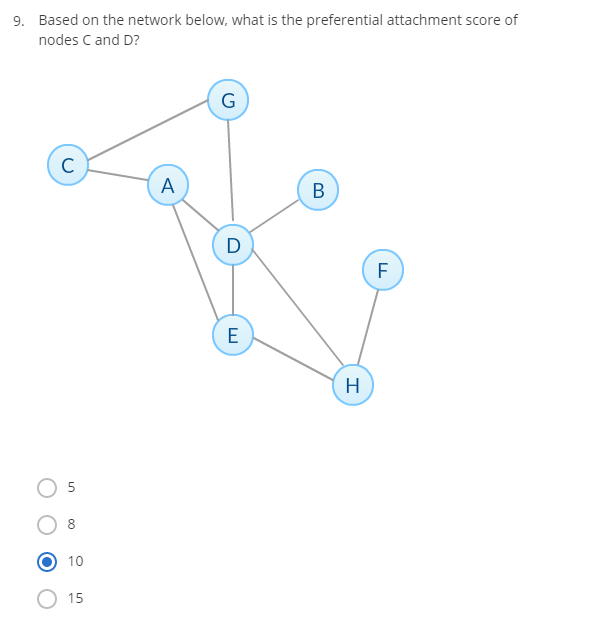 9. Based on the network below, what is the preferential attachment score of
nodes C and D?
G
C
A
B
D
F
E
H
5
8
10
15